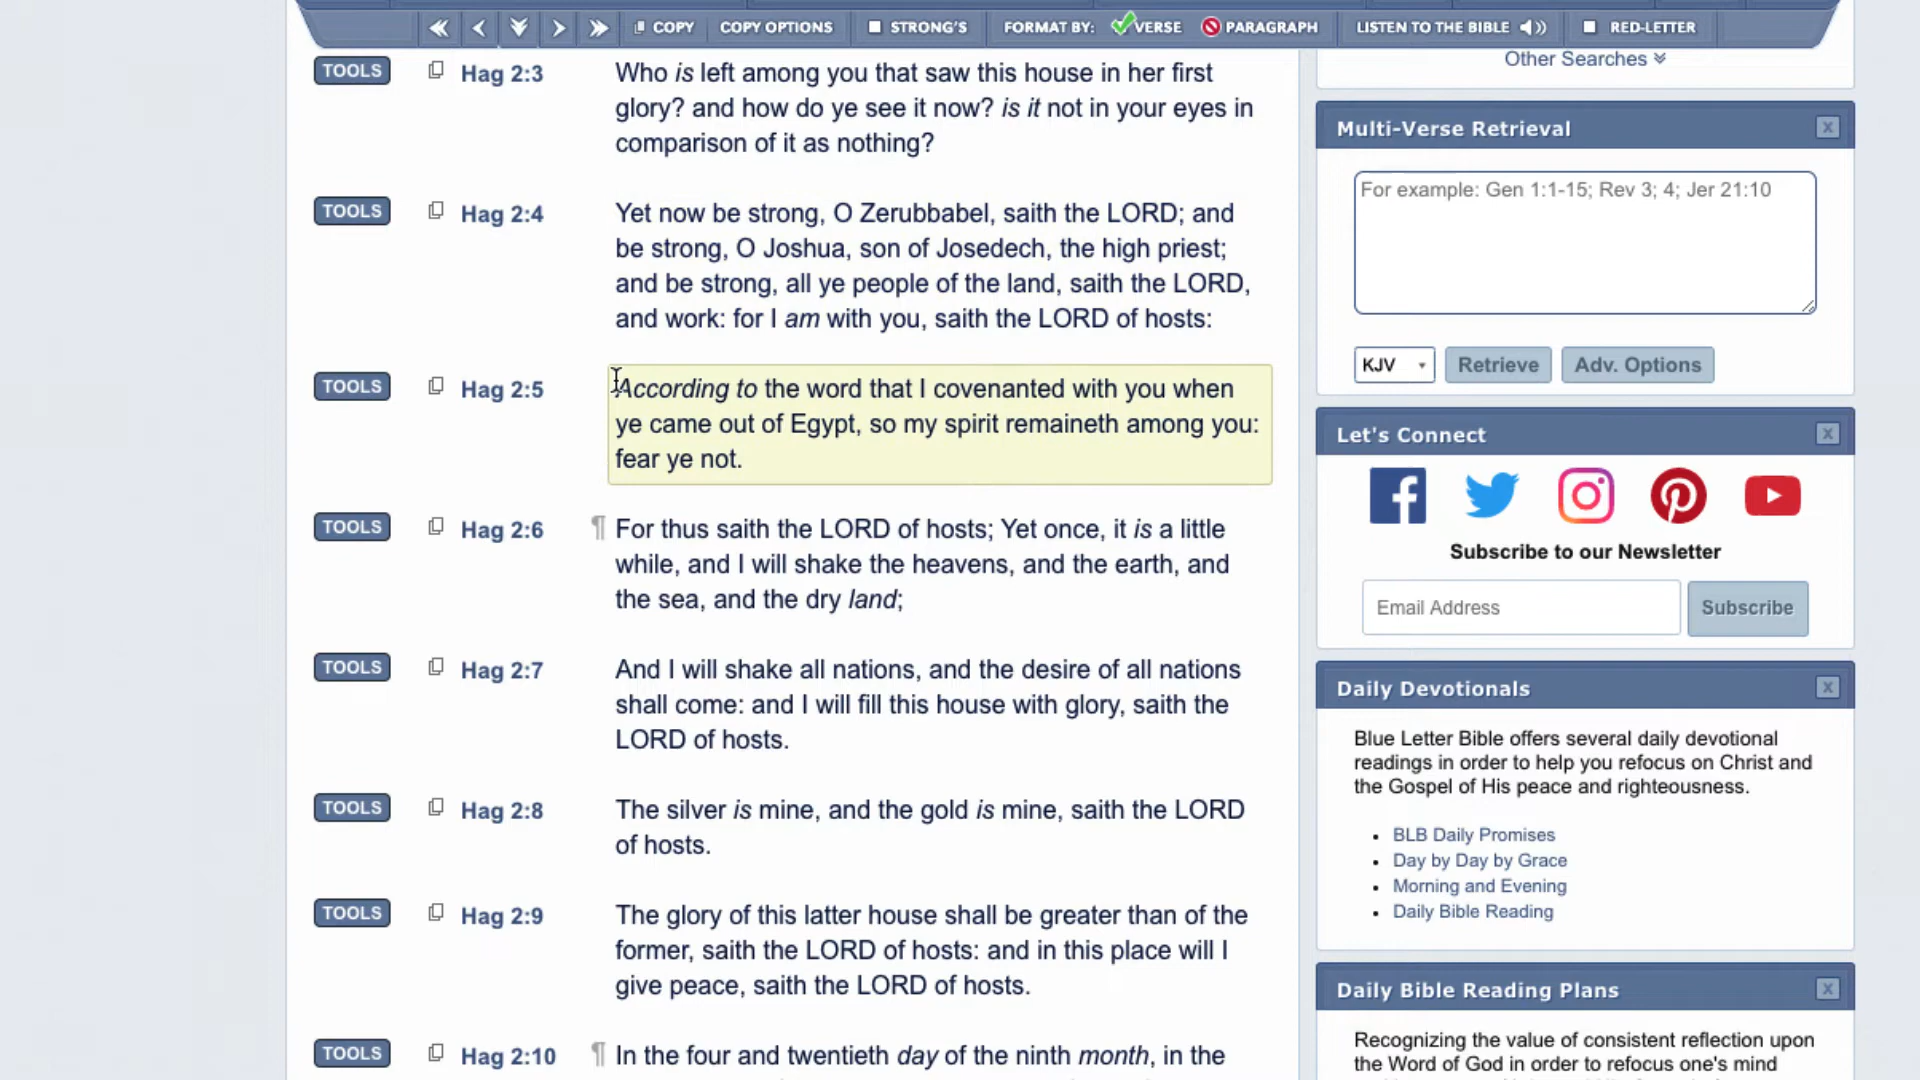 COPY COPY OPTIONS STRONG'S FORMAT BY: VERSE PARAGRAPH LISTEN TO THE BIBLE RED-LETTER
TOOLS Hag 2:3 Who is left among you that saw this house in her first
glory? and how do ye see it now? is it not in your eyes in
comparison of it as nothing?
TOOLS Hag 2:4 Yet now be strong, O Zerubbabel, saith the LORD; and
be strong, O Joshua, son of Josedech, the high priest;
and be strong, all ye people of the land, saith the LORD,
and work: for I am with you, saith the LORD of hosts:
TOOLS Hag 2:5 According to the word that I covenanted with you when
ye came out of Egypt, so my spirit remaineth among you:
fear ye not.
TOOLS Hag 2:6 ¶ For thus saith the LORD of hosts; Yet once, it is a little
while, and I will shake the heavens, and the earth, and
the sea, and the dry land;
TOOLS Hag 2:7 And I will shake all nations, and the desire of all nations
shall come: and I will fill this house with glory, saith the
LORD of hosts.
TOOLS Hag 2:8 The silver is mine, and the gold is mine, saith the LORD
of hosts.
TOOLS Hag 2:9 The glory of this latter house shall be greater than of the
former, saith the LORD of hosts: and in this place will I
give peace, saith the LORD of hosts.
TOOLS Hag 2:10 ¶ In the four and twentieth day of the ninth month, in the
Other Searches
Multi-Verse Retrieval X
For example: Gen 1:1-15; Rev 3; 4; Jer 21:10
KJV Retrieve Adv. Options
Let's Connect X
Subscribe to our Newsletter
Email Address Subscribe
Daily Devotionals X
Blue Letter Bible offers several daily devotional
readings in order to help you refocus on Christ and
the Gospel of His peace and righteousness.
• BLB Daily Promises
• Day by Day by Grace
• Morning and Evening
• Daily Bible Reading
Daily Bible Reading Plans X
Recognizing the value of consistent reflection upon
the Word of God in order to refocus one's mind